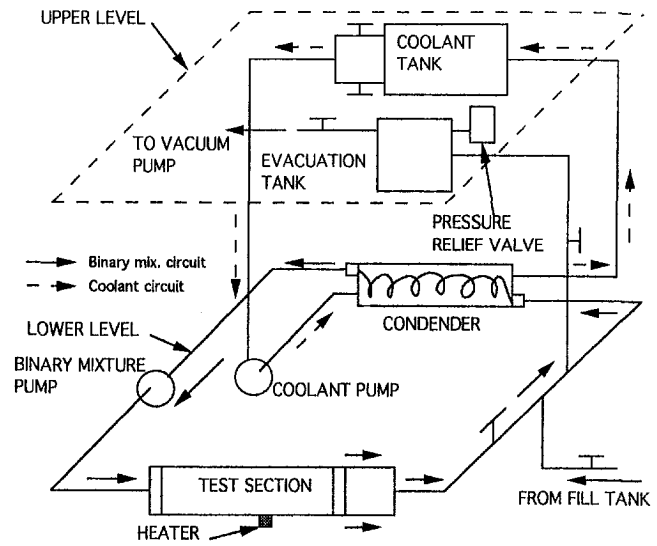 UPPER LEVEL
COOLANT
TANK
TO VACUUM
PUMP
EVACUATION
TANK
PRESSURE
RELIEF VALVE
Binary mix. circuit
Coolant circuit
CONDENDER
LOWER LEVEL
BINARY MIXTURE
PUMP
COOLANT PUMP
TEST SECTION
FROM FILL TANK
HEATER